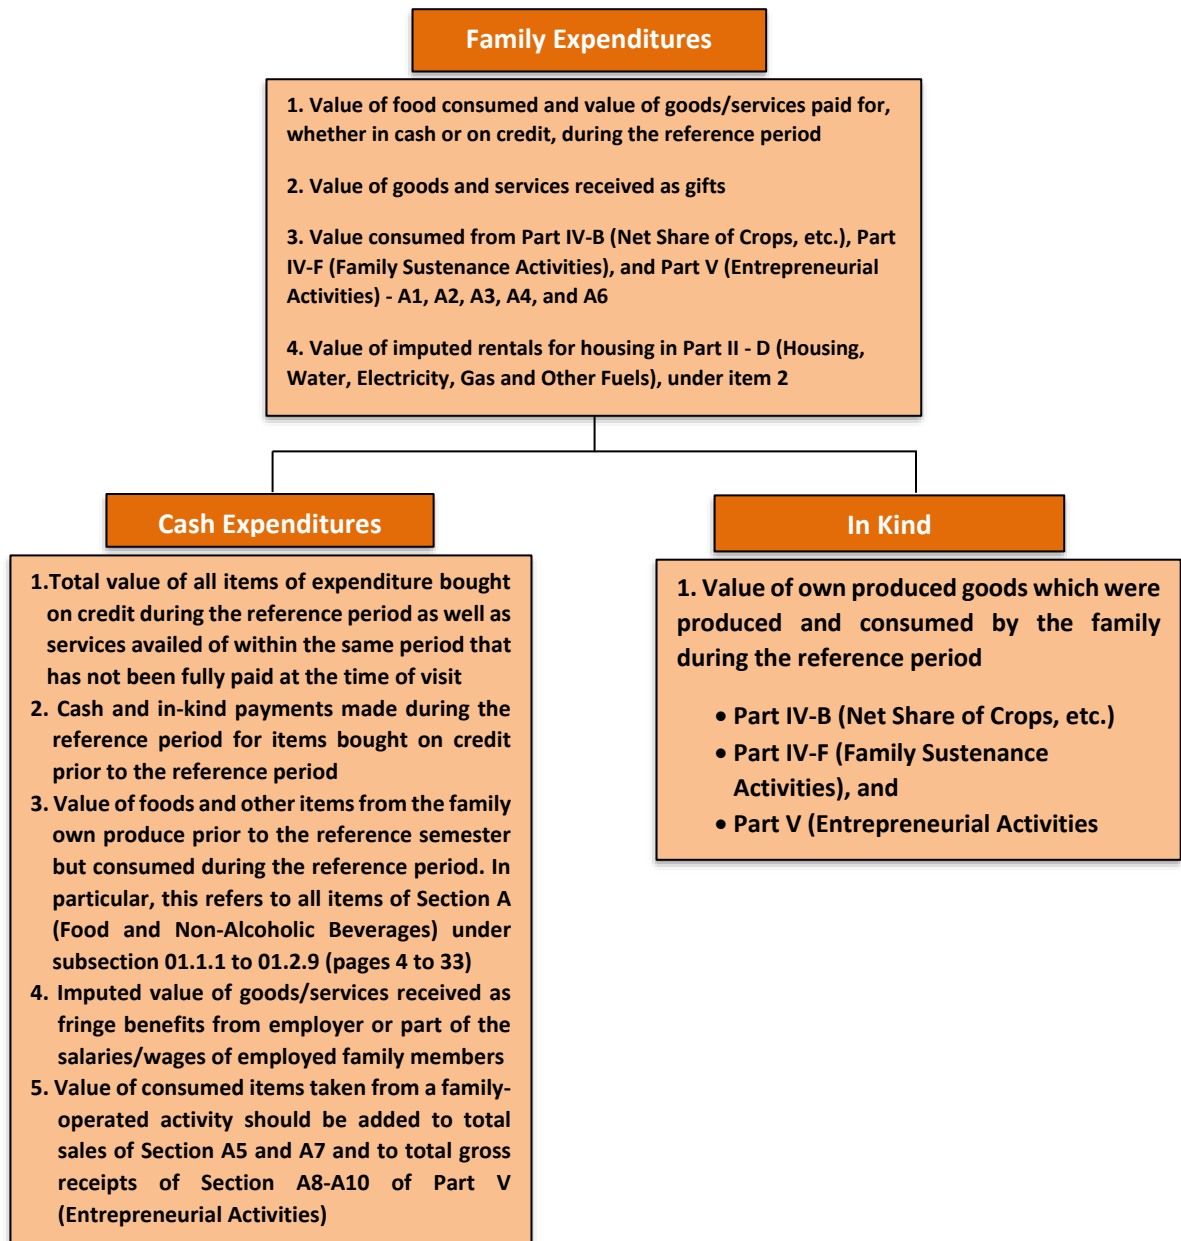 Family Expenditures
1. Value of food consumed and value of goods/services paid for,
whether in cash or on credit, during the reference period
2. Value of goods and services received as gifts
3. Value consumed from Part IV-B (Net Share of Crops, etc.), Part
IV-F (Family Sustenance Activities), and Part V (Entrepreneurial
Activities) - A1, A2, A3, A4, and A6
4. Value of imputed rentals for housing in Part II - D (Housing,
Water, Electricity, Gas and Other Fuels), under item 2
Cash Expenditures
1.Total value of all items of expenditure bought
on credit during the reference period as well as
services availed of within the same period that
has not been fully paid at the time of visit
2. Cash and in-kind payments made during the
reference period for items bought on credit
prior to the reference period
3. Value of foods and other items from the family
own produce prior to the reference semester
but consumed during the reference period. In
particular, this refers to all items of Section A
(Food and Non-Alcoholic Beverages) under
subsection 01.1.1 to 01.2.9 (pages 4 to 33)
4. Imputed value of goods/services received as
fringe benefits from employer or part of the
salaries/wages of employed family members
5. Value of consumed items taken from a family-
operated activity should be added to total
sales of Section A5 and A7 and to total gross
receipts of Section A8-A10 of Part V
(Entrepreneurial Activities)
In Kind
1. Value of own produced goods which were
produced and consumed by the family
during the reference period
• Part IV-B (Net Share of Crops, etc.)
• Part IV-F (Family Sustenance
Activities), and
• Part V (Entrepreneurial Activities